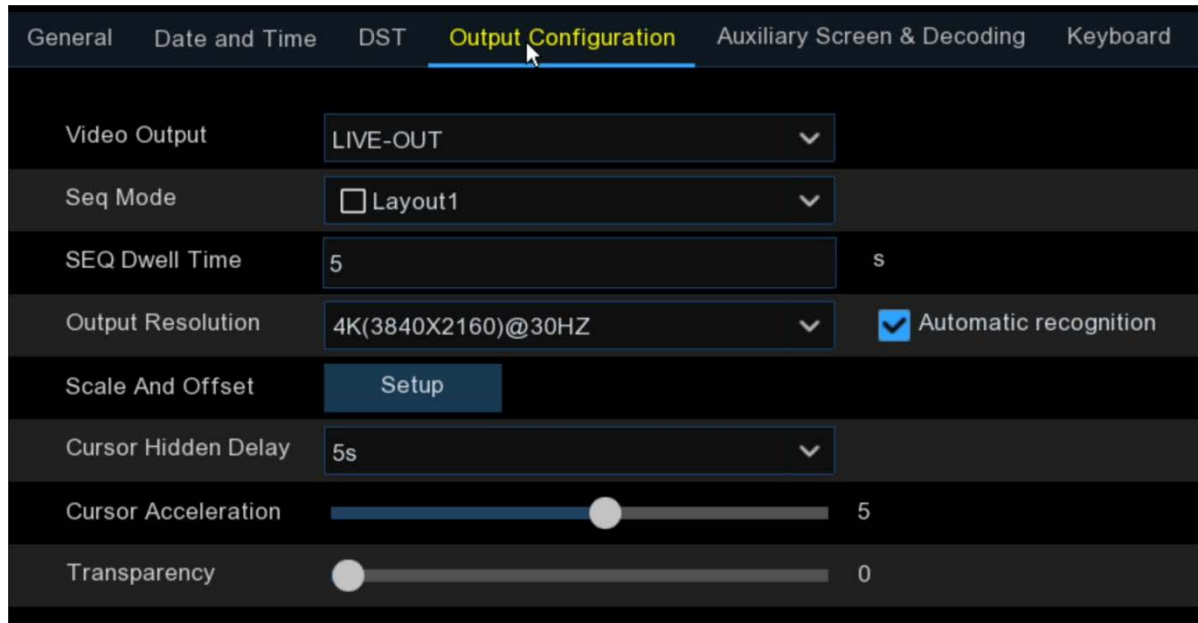 General Date and Time DST Output Configuration Auxiliary Screen & Decoding Keyboard
Video Output LIVE-OUT
Seq Mode Layout1
SEQ Dwell Time 5 s
Output Resolution 4K(3840X2160)@30HZ Automatic recognition
Scale And Offset Setup
Cursor Hidden Delay 5s
Cursor Acceleration 5
Transparency 0